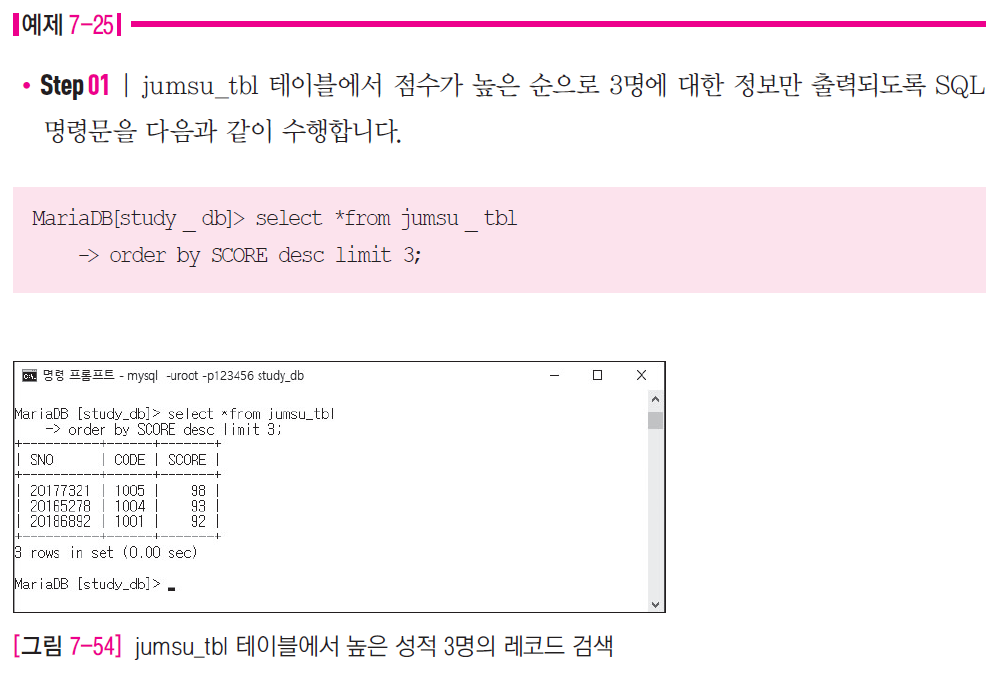 예제 7-25
• Step 01 | jumsu_tbl 테이블에서 점수가 높은 순으로 3명에 대한 정보만 출력되도록 SQL
명령문을 다음과 같이 수행합니다.
MariaDB[study _ db]> select *from jumsu _ tbl
-> order by SCORE desc limit 3;
명령 프롬프트 - mysql -uroot -p123456 study_db
MariaDB [study_db]> select *from jumsu_tbl
-> order by SCORE desc limit 3;
+----------+------+-------+
| SNO | CODE | SCORE |
+----------+------+-------+
| 20177321 | 1005 | 98 |
| 20165278 | 1004 | 93 |
| 20186892 | 1001 | 92 |
+----------+------+-------+
3 rows in set (0.00 sec)
MariaDB [study_db]> _
[그림 7-54] jumsu_tbl 테이블에서 높은 성적 3명의 레코드 검색